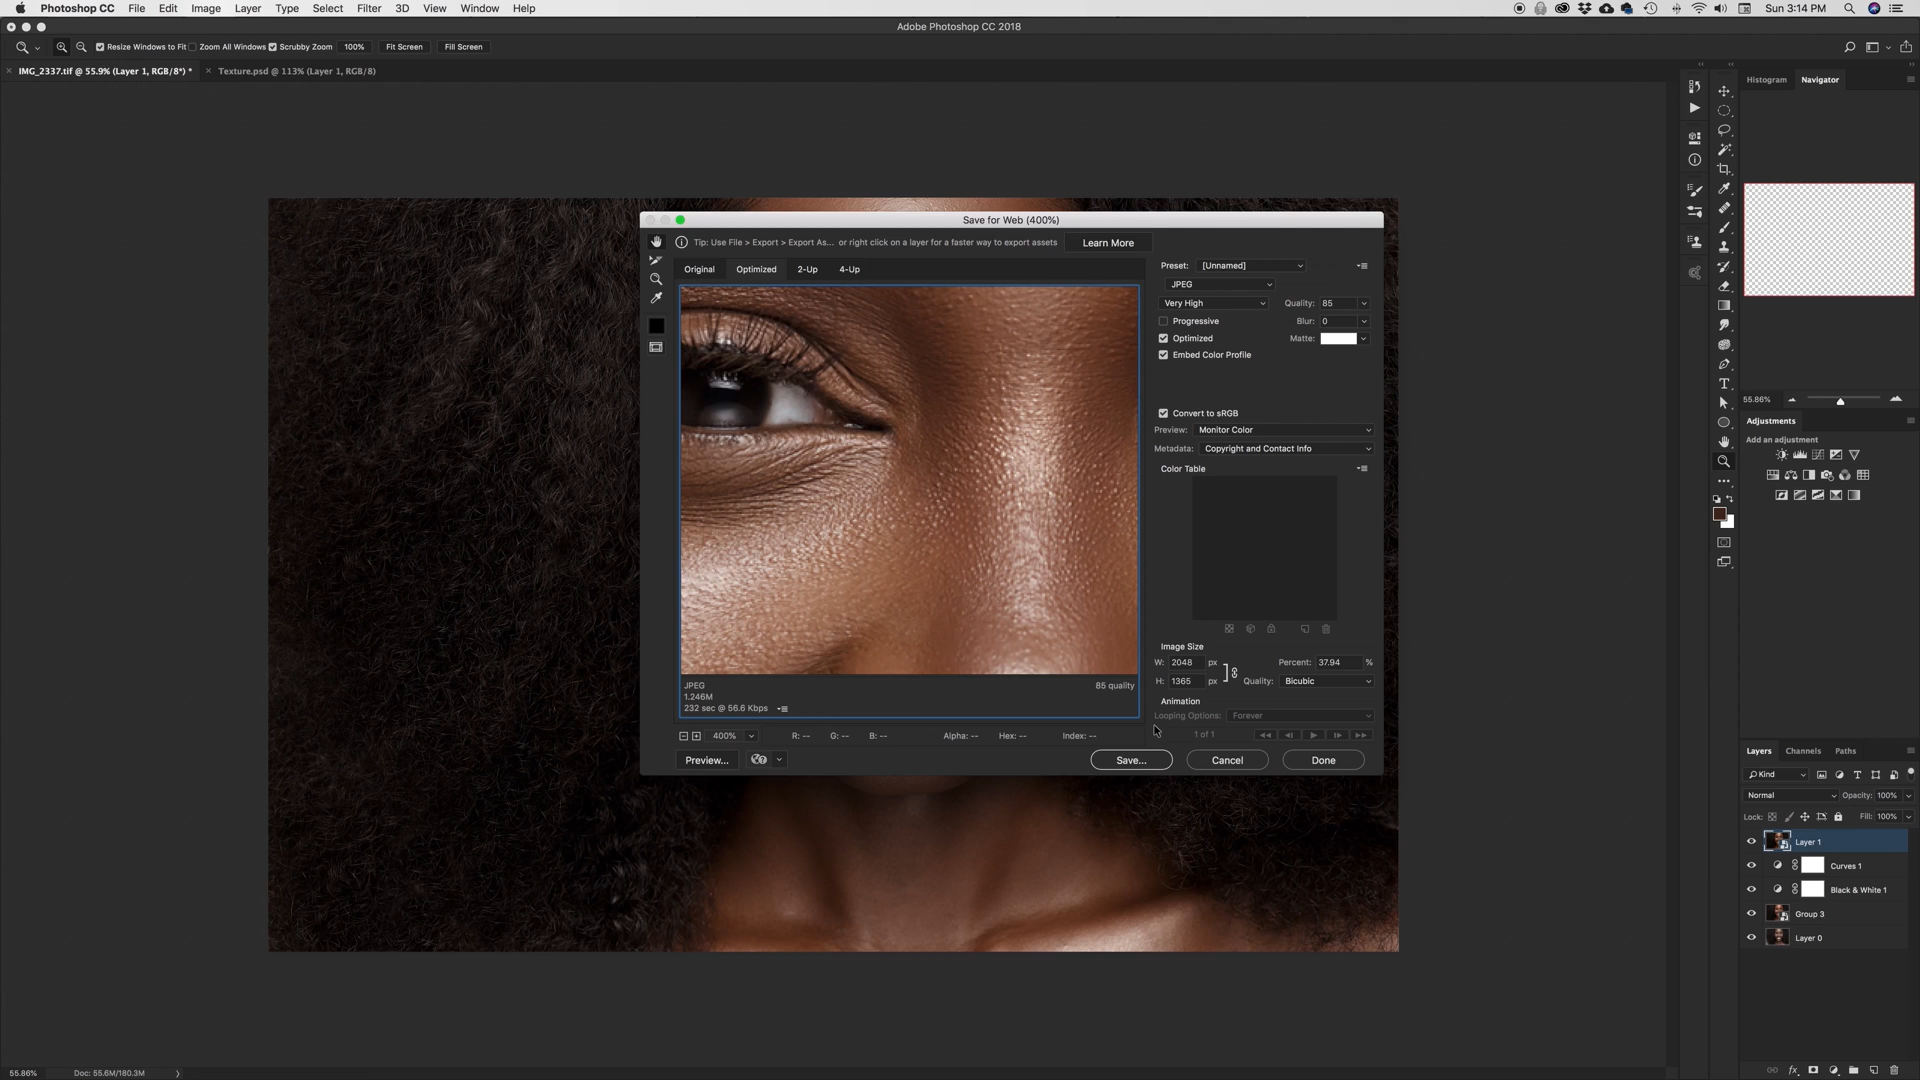 Photoshop CC File Edit Image Layer Type Select Filter 3D View Window Help Sun 3:14 PM
Adobe Photoshop CC 2018
Resize Windows to Fit Zoom All Windows Scrubby Zoom 100% Fit Screen Fill Screen
IMG_2337.tif @ 55.9% (Layer 1, RGB/8*) * Texture.psd @ 113% (Layer 1, RGB/8)
Histogram Navigator
Save for Web (400%)
Tip: Use File > Export > Export As... or right click on a layer for a faster way to export assets Learn More
Original Optimized 2-Up 4-Up
Preset: [Unnamed]
JPEG
Very High Quality: 85
Progressive Blur: 0
Optimized Matte:
Embed Color Profile
Convert to sRGB
Preview: Monitor Color
Metadata: Copyright and Contact Info
Color Table
Image Size
W: 2048 px Percent: 37.94 %
H: 1365 px Quality: Bicubic
Animation
Looping Options: Forever
1 of 1
JPEG 85 quality
1.246M
232 sec @ 56.6 Kbps
400% R: -- G: -- B: -- Alpha: -- Hex: -- Index: --
Preview... Save... Cancel Done
55.86%
Adjustments
Add an adjustment
Layers Channels Paths
Kind
Normal Opacity: 100%
Lock: Fill: 100%
Layer 1
Curves 1
Black & White 1
Group 3
Layer 0
55.86% Doc: 55.6M/180.3M